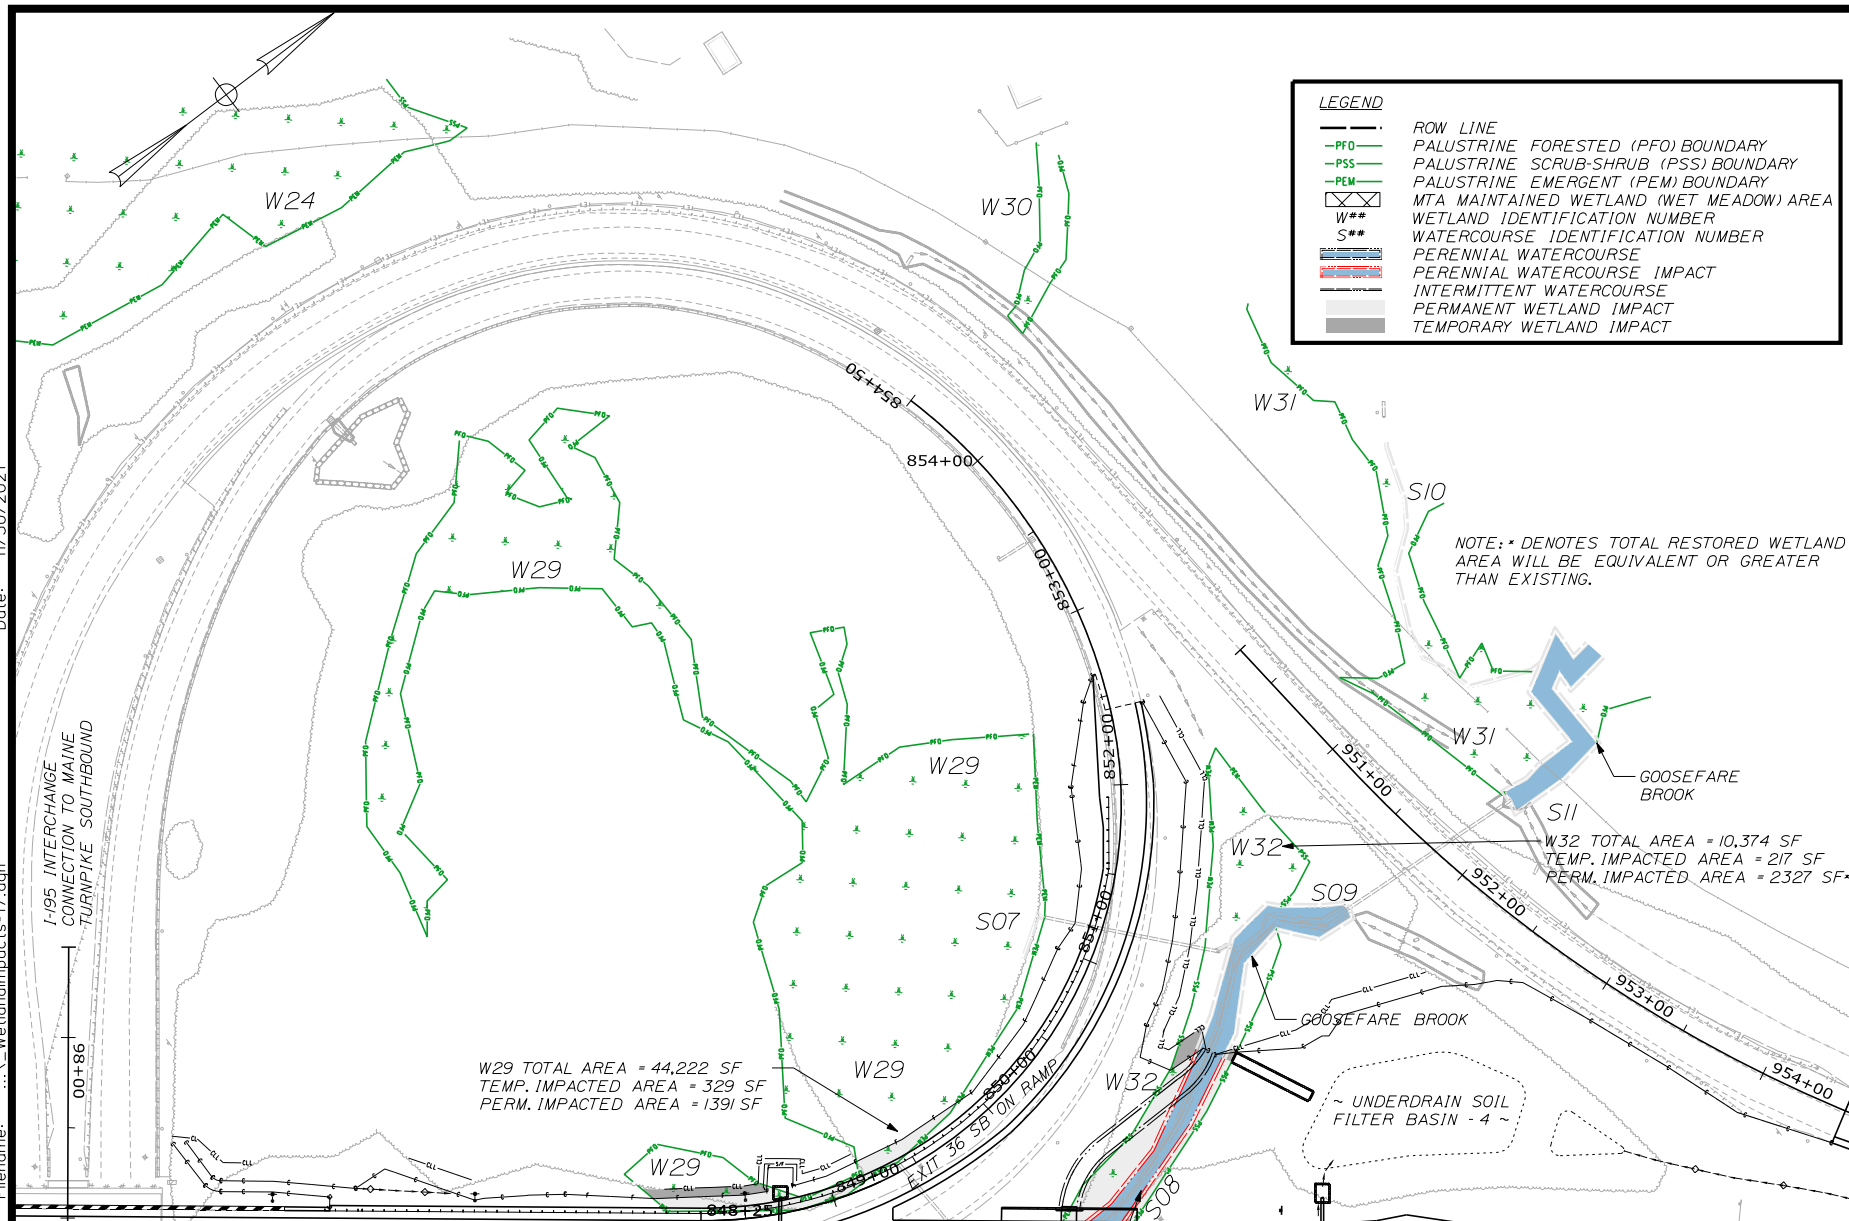 LEGEND
ROW LINE
PFO PALUSTRINE FORESTED (PFO) BOUNDARY
PSS PALUSTRINE SCRUB-SHRUB (PSS) BOUNDARY
PEM PALUSTRINE EMERGENT (PEM) BOUNDARY
MTA MAINTAINED WETLAND (WET MEADOW) AREA
W## WETLAND IDENTIFICATION NUMBER
S## WATERCOURSE IDENTIFICATION NUMBER
PERENNIAL WATERCOURSE
PERENNIAL WATERCOURSE IMPACT
INTERMITTENT WATERCOURSE
PERMANENT WETLAND IMPACT
TEMPORARY WETLAND IMPACT
W24
W30
W31
S10
NOTE: * DENOTES TOTAL RESTORED WETLAND
AREA WILL BE EQUIVALENT OR GREATER
THAN EXISTING.
854+50
854+00
853+00
852+00
851+00
850+00
849+00
848+25
W29
W29
W29
W29
S07
W31
GOOSEFARE
BROOK
S11
W32 TOTAL AREA = 10,374 SF
TEMP. IMPACTED AREA = 217 SF
PERM. IMPACTED AREA = 2327 SF*
W32
S09
951+00
952+00
953+00
954+00
GOOSEFARE BROOK
W32
S08
~ UNDERDRAIN SOIL
FILTER BASIN - 4 ~
W29 TOTAL AREA = 44,222 SF
TEMP. IMPACTED AREA = 329 SF
PERM. IMPACTED AREA = 1391 SF
EXIT 36 SB ON RAMP
I-195 INTERCHANGE
CONNECTION TO MAINE
TURNPIKE SOUTHBOUND
98+00
Date:
Filename: